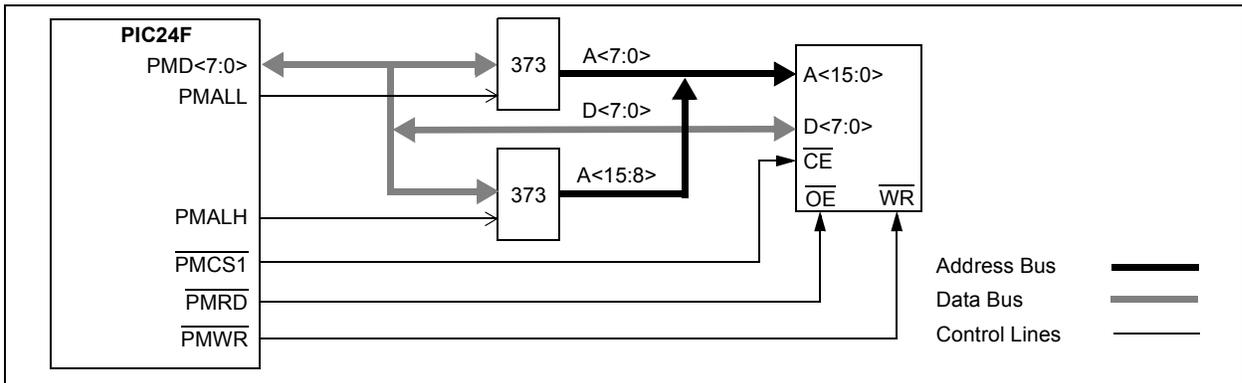 PIC24F
PMD<7:0>
PMALL
PMALH
PMCS1
PMRD
PMWR
373
373
A<7:0>
D<7:0>
A<15:8>
A<15:0>
D<7:0>
CE
OE WR
Address Bus
Data Bus
Control Lines